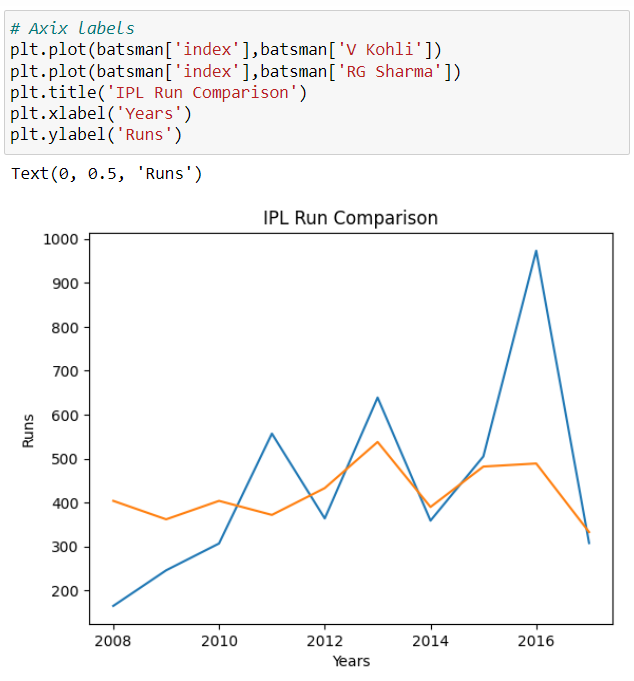 # Axix labels
plt.plot(batsman['index'],batsman['V Kohli'])
plt.plot(batsman['index'],batsman['RG Sharma'])
plt.title('IPL Run Comparison')
plt.xlabel('Years')
plt.ylabel('Runs')
Text(0, 0.5, 'Runs')
IPL Run Comparison
1000
900
800
700
600
500
400
300
200
Runs
2008 2010 2012 2014 2016
Years